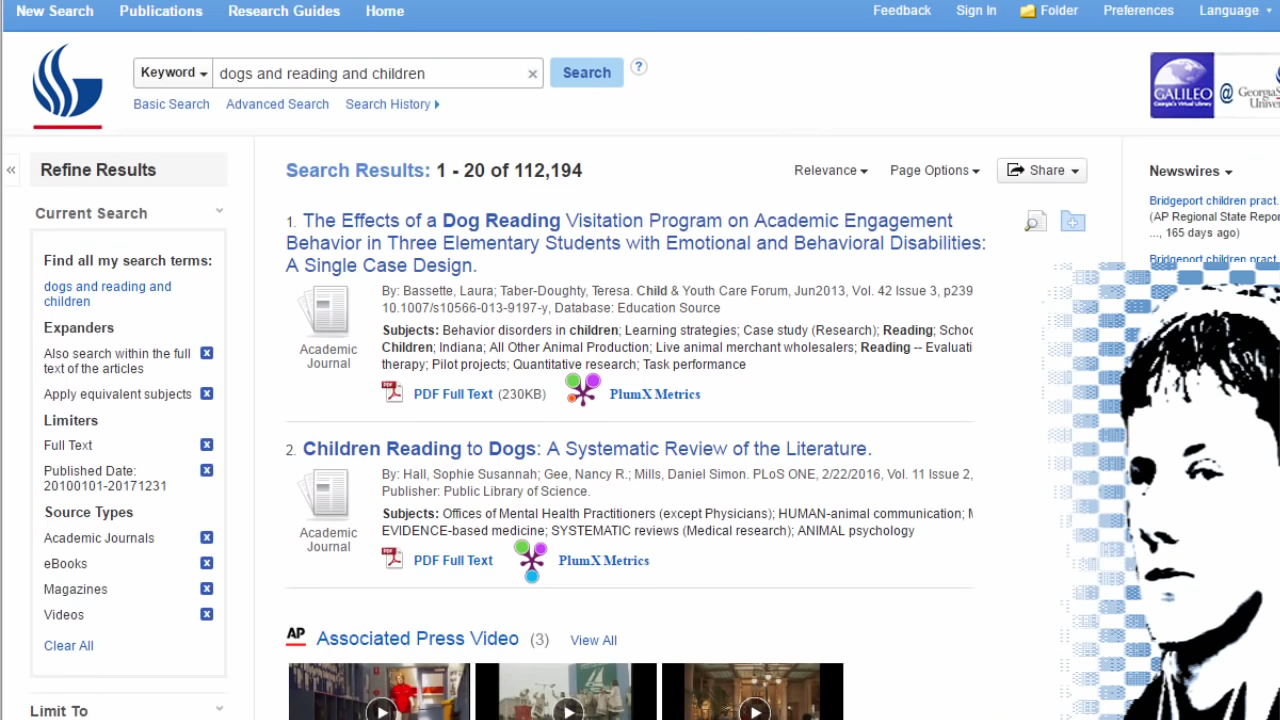 New Search Publications Research Guides Home Feedback Sign In Folder Preferences Language
Keyword dogs and reading and children × Search ?
Basic Search Advanced Search Search History
GALILEO
Georgia's Virtual Library
@
Refine Results
Current Search
Find all my search terms:
dogs and reading and
children
Expanders
Also search within the full
text of the articles
Apply equivalent subjects
Limiters
Full Text
Published Date:
20100101-20171231
Source Types
Academic Journals
eBooks
Magazines
Videos
Clear All
Limit To
Search Results: 1 - 20 of 112,194
Relevance Page Options Share
1. The Effects of a Dog Reading Visitation Program on Academic Engagement
Behavior in Three Elementary Students with Emotional and Behavioral Disabilities:
A Single Case Design.
By: Bassette, Laura; Taber-Doughty, Teresa. Child & Youth Care Forum, Jun2013, Vol. 42 Issue 3, p239
10.1007/s10566-013-9197-y, Database: Education Source
Subjects: Behavior disorders in children; Learning strategies; Case study (Research); Reading; Schoo
Children; Indiana; All Other Animal Production; Live animal merchant wholesalers; Reading -- Evaluati
therapy; Pilot projects; Quantitative research; Task performance
Academic
Journal
PDF Full Text (230KB) PlumX Metrics
2. Children Reading to Dogs: A Systematic Review of the Literature.
By: Hall, Sophie Susannah; Gee, Nancy R.; Mills, Daniel Simon. PLoS ONE, 2/22/2016, Vol. 11 Issue 2,
Publisher: Public Library of Science.
Subjects: Offices of Mental Health Practitioners (except Physicians); HUMAN-animal communication;
EVIDENCE-based medicine; SYSTEMATIC reviews (Medical research); ANIMAL psychology
Academic
Journal
PDF Full Text PlumX Metrics
AP Associated Press Video (3) View All
Newswires
Bridgeport children pract.
(AP Regional State Repor
..., 165 days ago)
Bridgeport children pract